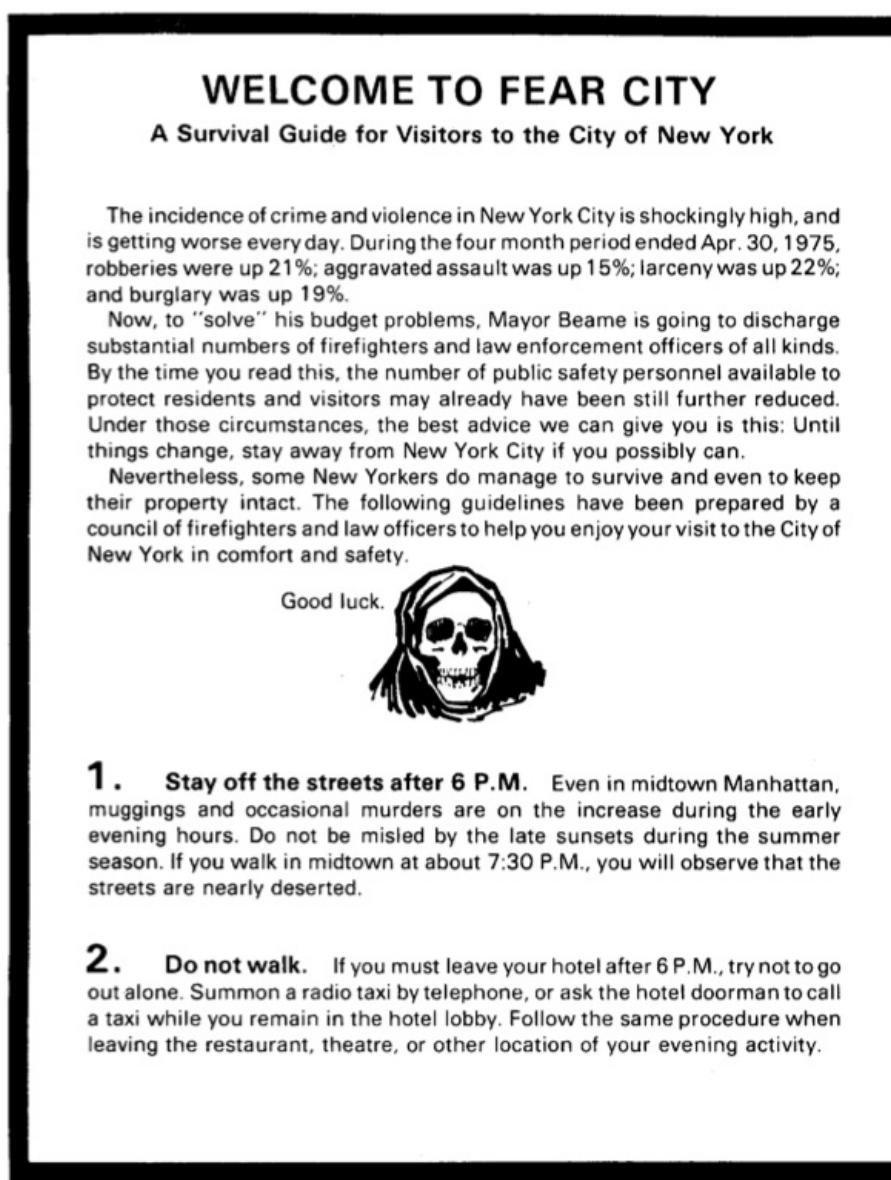 WELCOME TO FEAR CITY
A Survival Guide for Visitors to the City of New York
The incidence of crime and violence in New York City is shockingly high, and
is getting worse every day. During the four month period ended Apr. 30, 1975,
robberies were up 21%; aggravated assault was up 15%; larceny was up 22%;
and burglary was up 19%.
Now, to "solve" his budget problems, Mayor Beame is going to discharge
substantial numbers of firefighters and law enforcement officers of all kinds.
By the time you read this, the number of public safety personnel available to
protect residents and visitors may already have been still further reduced.
Under those circumstances, the best advice we can give you is this: Until
things change, stay away from New York City if you possibly can.
Nevertheless, some New Yorkers do manage to survive and even to keep
their property intact. The following guidelines have been prepared by a
council of firefighters and law officers to help you enjoy your visit to the City of
New York in comfort and safety.
Good luck.
1. Stay off the streets after 6 P.M. Even in midtown Manhattan,
muggings and occasional murders are on the increase during the early
evening hours. Do not be misled by the late sunsets during the summer
season. If you walk in midtown at about 7:30 P.M., you will observe that the
streets are nearly deserted.
2. Do not walk. If you must leave your hotel after 6 P.M., try not to go
out alone. Summon a radio taxi by telephone, or ask the hotel doorman to call
a taxi while you remain in the hotel lobby. Follow the same procedure when
leaving the restaurant, theatre, or other location of your evening activity.